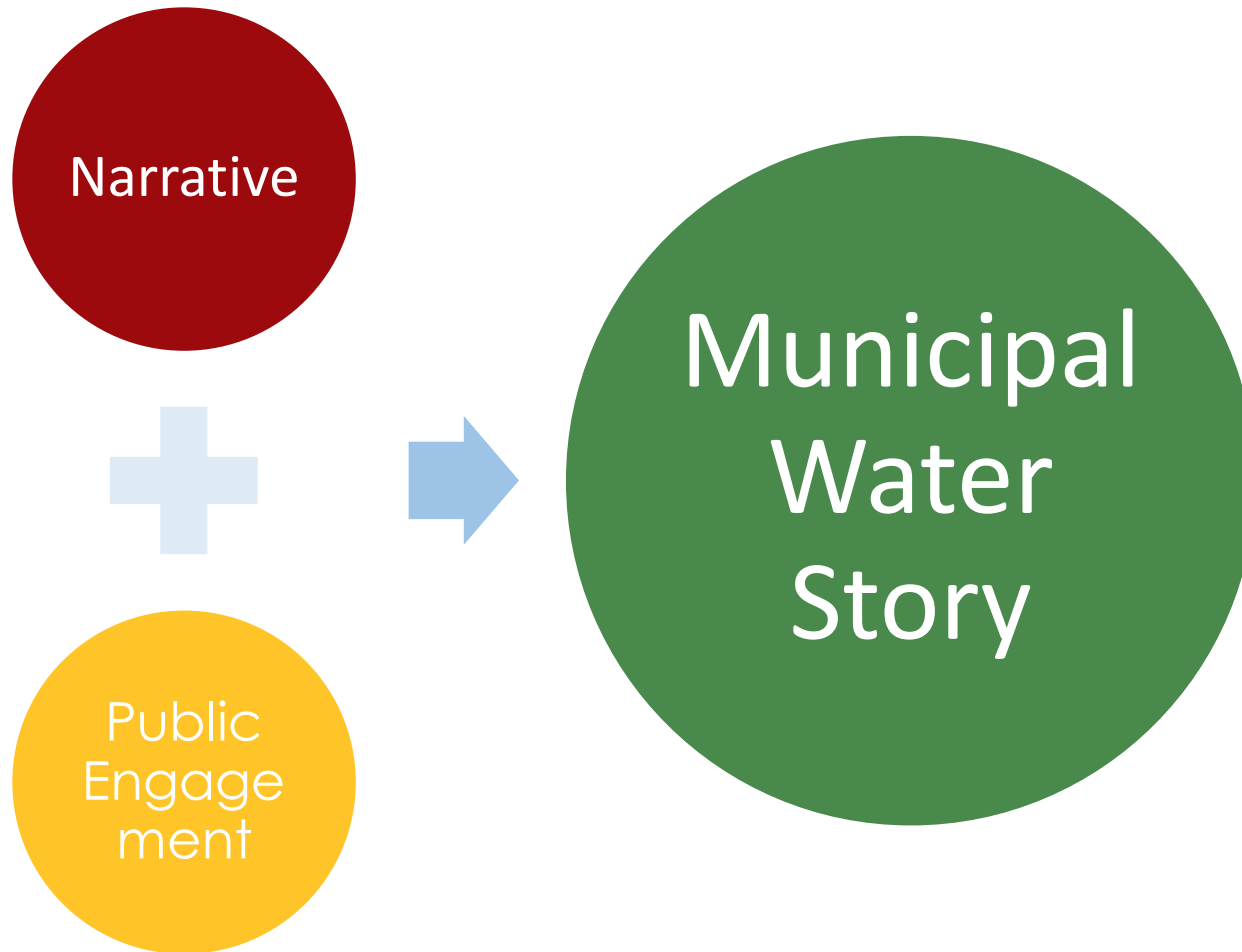 Narrative
Public
Engage
ment
Municipal
Water
Story